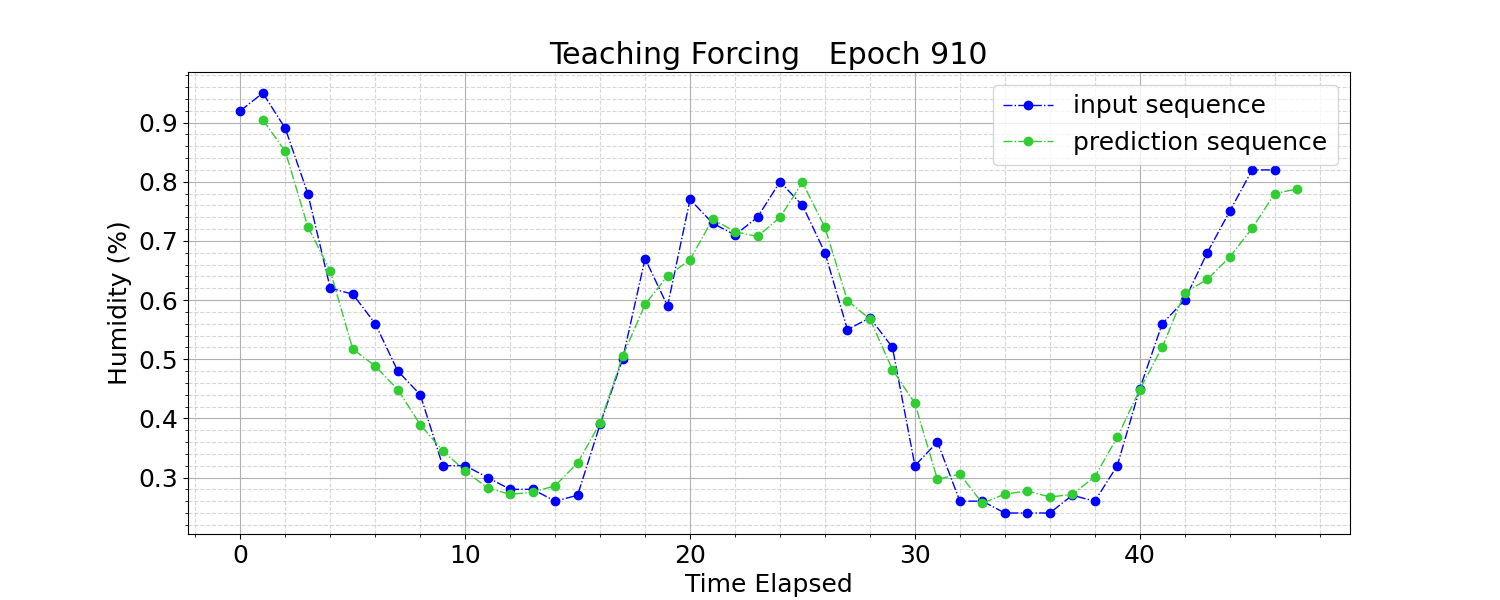 Teaching Forcing   Epoch 910
input sequence
prediction sequence
Humidity (%)
0.9
0.8
0.7
0.6
0.5
0.4
0.3
0 10 20 30 40
Time Elapsed